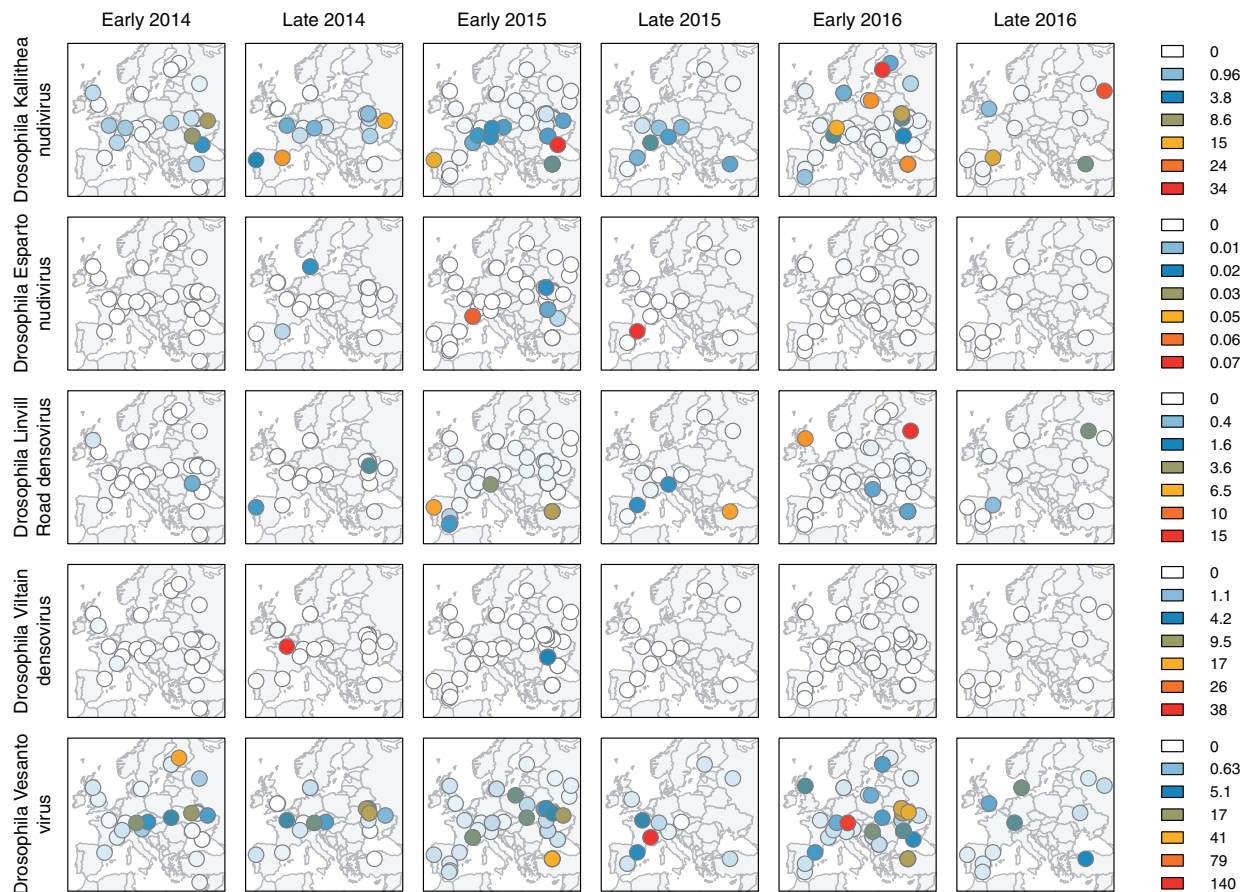 Early 2014
Late 2014
Early 2015
Late 2015
Early 2016
Late 2016
Drosophila Kallithea
nudivirus
0
0.96
3.8
8.6
15
24
34
Drosophila Esparto
nudivirus
0
0.01
0.02
0.03
0.05
0.06
0.07
Drosophila Linvill
Road densovirus
0
0.4
1.6
3.6
6.5
10
15
Drosophila Viltain
densovirus
0
1.1
4.2
9.5
17
26
38
Drosophila Vesanto
virus
0
0.63
5.1
17
41
79
140